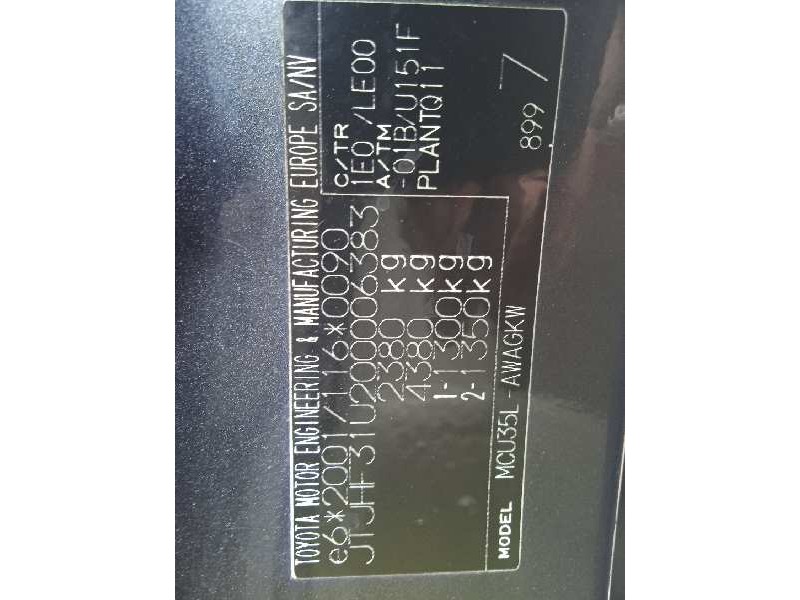 TOYOTA MOTOR ENGINEERING & MANUFACTURING EUROPE SA/NV
e6*2001/116*0090
JTJHF31U200006383
2380 kg
4380 kg
1-1300kg
2-1350kg
C/TR
1E0 /LE00
A/TM
-01B/U151F
PLANTQ11
MODEL MCU35L-AWAGKW
899 7